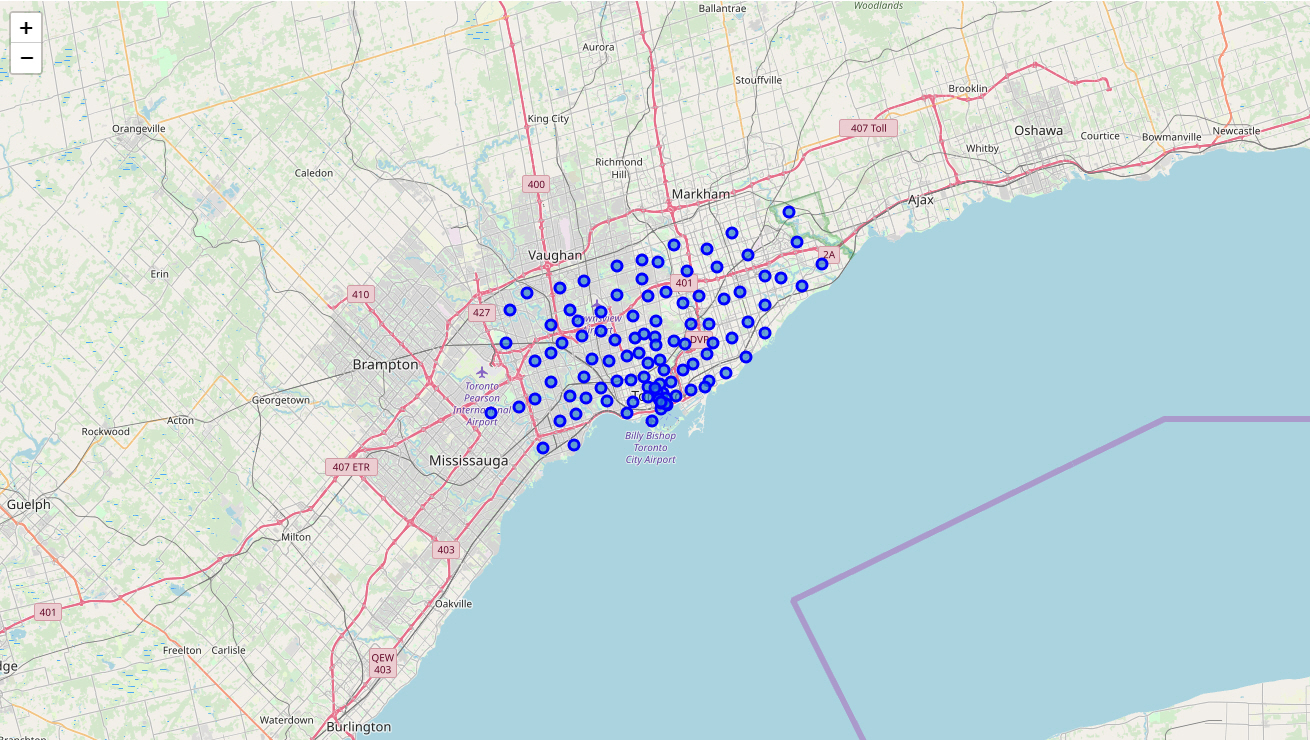 +
−
Ballantrae
Woodlands
Aurora
Stouffville
Brooklin
Orangeville
King City
407 Toll
Oshawa
Courtice
Bowmanville
Newcastle
Whitby
Richmond
Hill
Caledon
400
Markham
Ajax
Vaughan
2A
Erin
401
410
427
DVP
Brampton
Toronto
Pearson
International
Airport
Georgetown
Acton
Rockwood
Billy Bishop
Toronto
City Airport
Mississauga
407 ETR
Guelph
Milton
403
Oakville
401
Freelton
Carlisle
QEW
403
Waterdown
Burlington